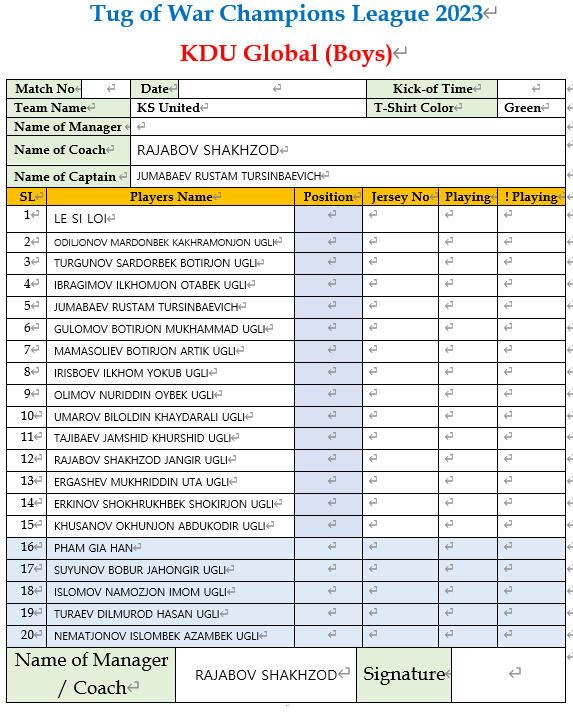 Tug of War Champions League 2023
KDU Global (Boys)
Match No Date Kick-of Time
Team Name KS United T-Shirt Color Green
Name of Manager
Name of Coach RAJABOV SHAKHZOD
Name of Captain JUMABAEV RUSTAM TURSINBAEVICH
SL Players Name Position Jersey No Playing ! Playing
1 LE SI LOI
2 ODILJONOV MARDONBEK KAKHRAMONJON UGLI
3 TURGUNOV SARDORBEK BOTIRJON UGLI
4 IBRAGIMOV ILKHOMJON OTABEK UGLI
5 JUMABAEV RUSTAM TURSINBAEVICH
6 GULOMOV BOTIRJON MUKHAMMAD UGLI
7 MAMASOLIEV BOTIRJON ARTIK UGLI
8 IRISBOEV ILKHOM YOKUB UGLI
9 OLIMOV NURIDDIN OYBEK UGLI
10 UMAROV BILOLDIN KHAYDARALI UGLI
11 TAJIBAEV JAMSHID KHURSHID UGLI
12 RAJABOV SHAKHZOD JANGIR UGLI
13 ERGASHEV MUKHRIDDIN UTA UGLI
14 ERKINOV SHOKHRUKHBEK SHOKIRJON UGLI
15 KHUSANOV OKHUNJON ABDUKODIR UGLI
16 PHAM GIA HAN
17 SUYUNOV BOBUR JAHONGIR UGLI
18 ISLOMOV NAMOZJON IMOM UGLI
19 TURAEV DILMUROD HASAN UGLI
20 NEMATJONOV ISLOMBEK AZAMBEK UGLI
Name of Manager
/ Coach RAJABOV SHAKHZOD Signature